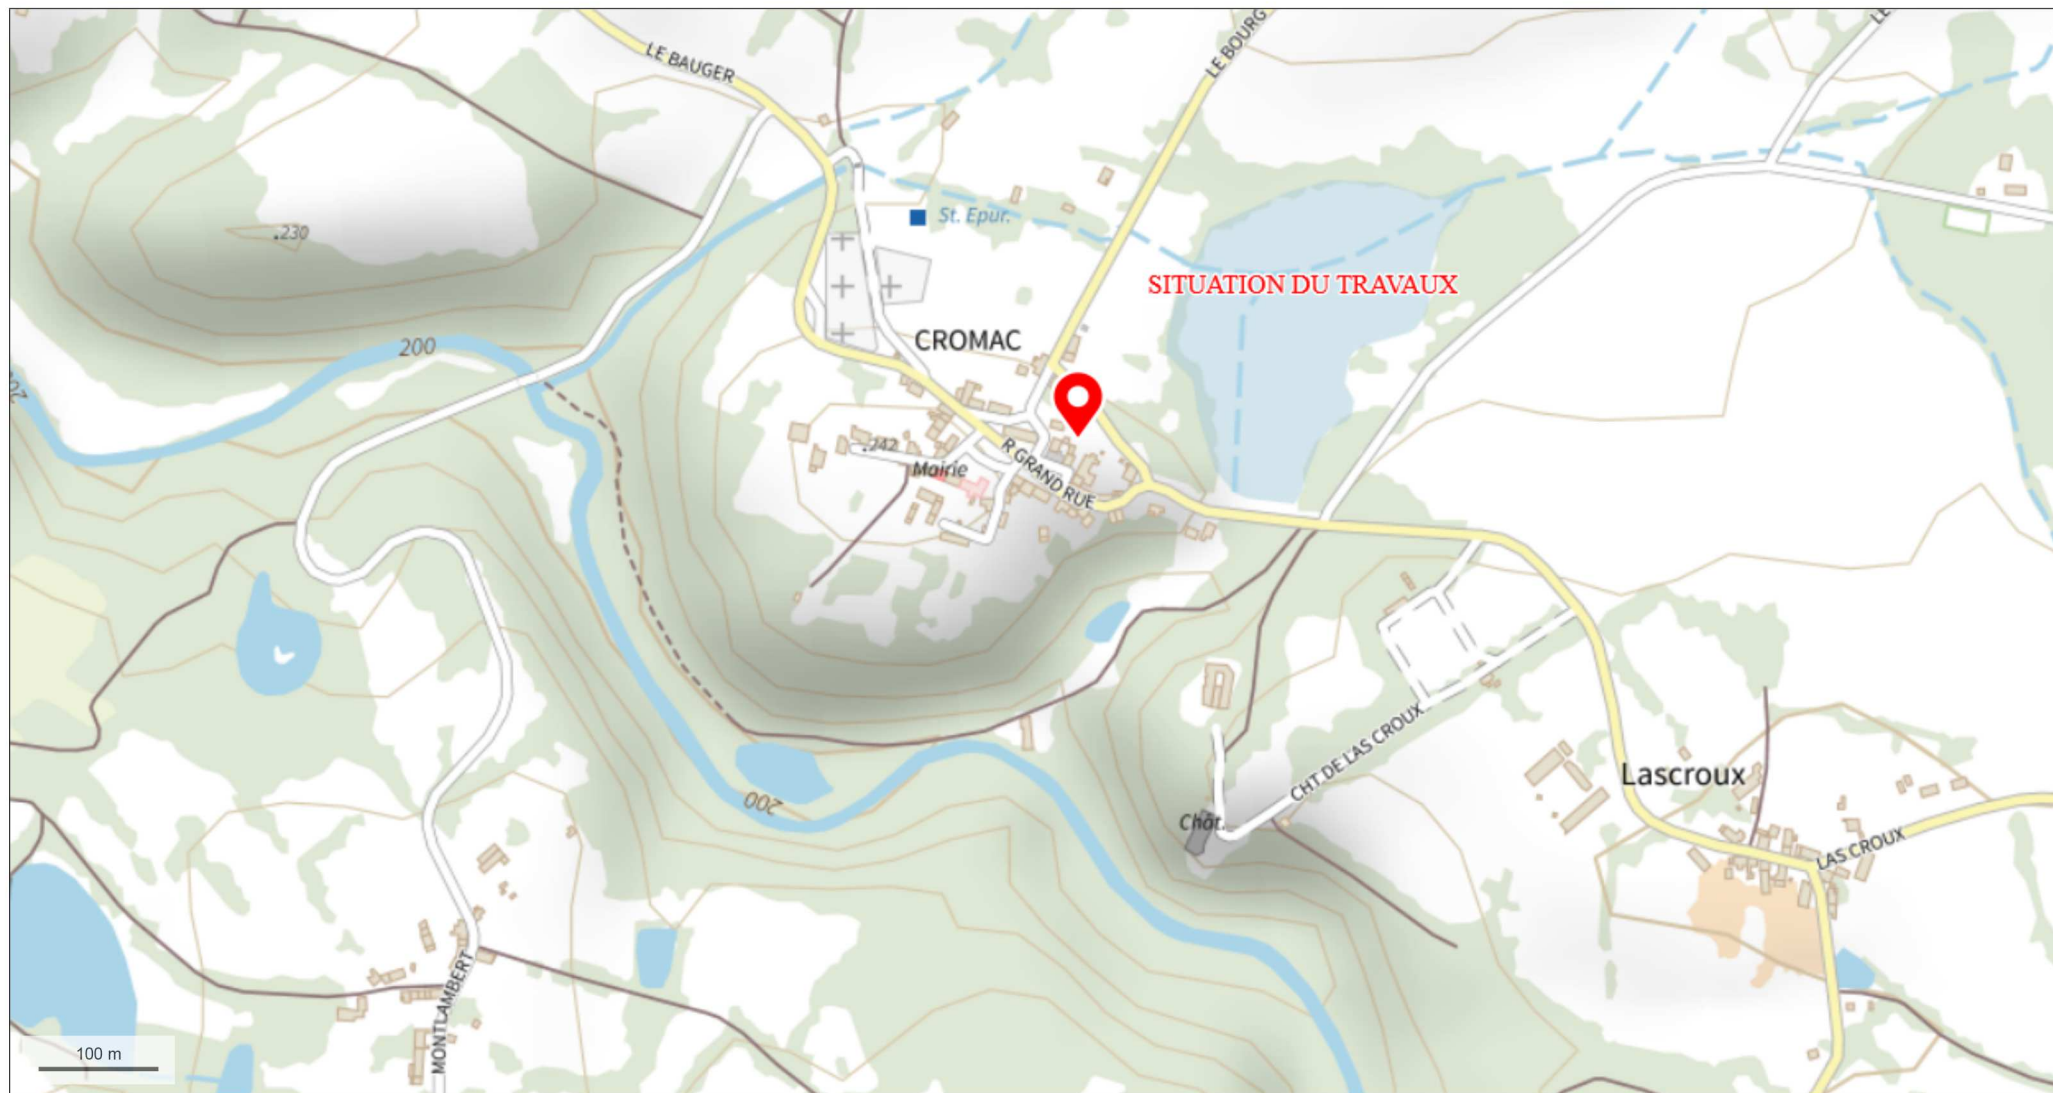 LE BOURG
LE BAUGER
St. Epur.
.230
SITUATION DU TRAVAUX
CROMAC
200
.242
Mairie
R GRAND RUE
CHT DE LAS CROUX
Lascroux
200
Chât.
LAS CROUX
MONTLAMBERT
100 m